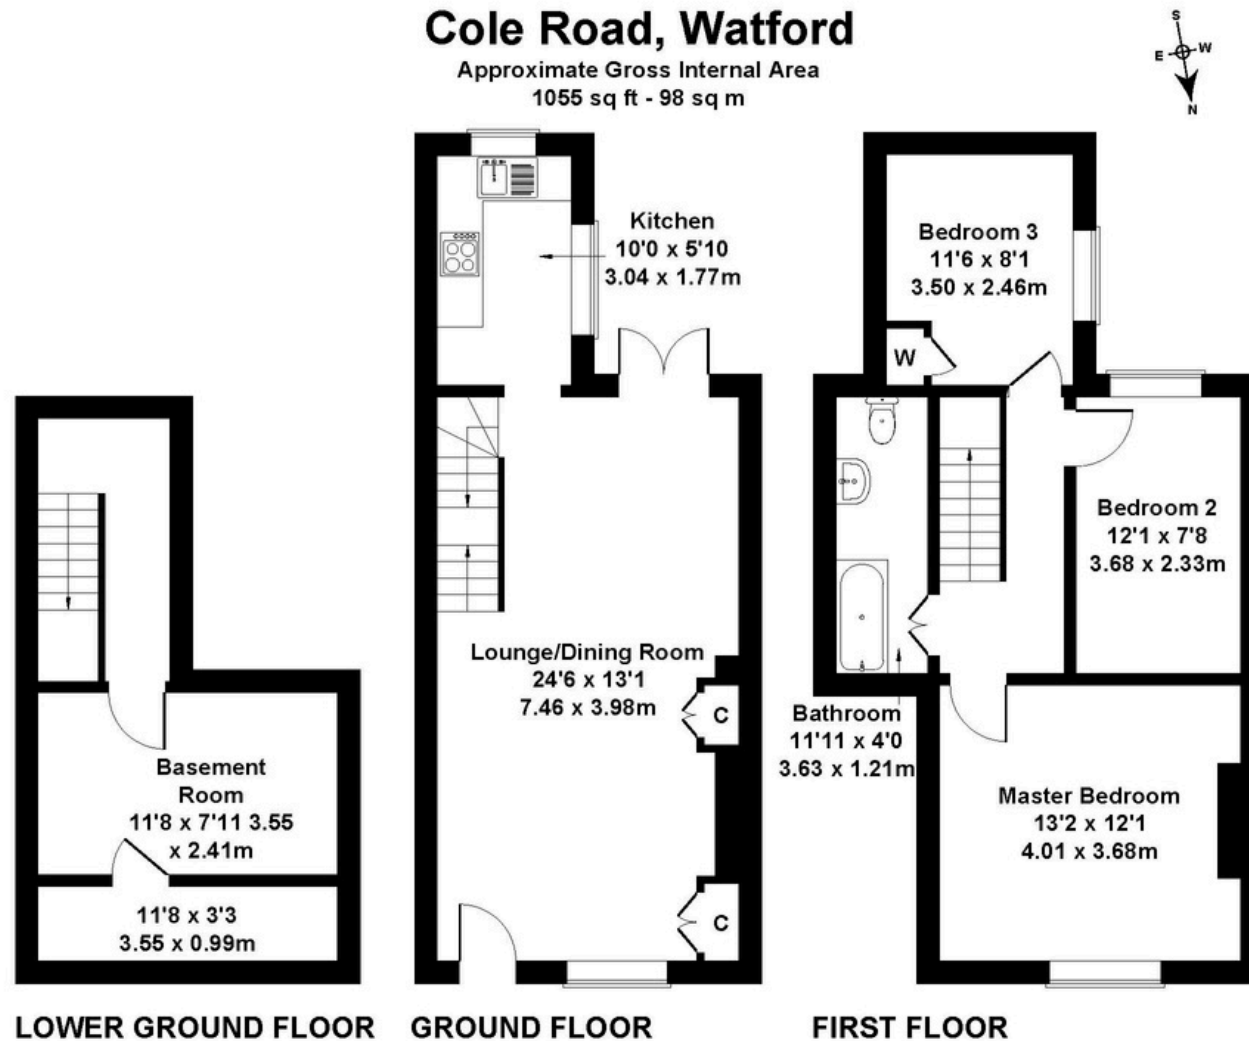 Cole Road, Watford
Approximate Gross Internal Area
1055 sq ft - 98 sq m
S
E
W
N
Kitchen
10'0 x 5'10
3.04 x 1.77m
Bedroom 3
11'6 x 8'1
3.50 x 2.46m
W
Bedroom 2
12'1 x 7'8
3.68 x 2.33m
Lounge/Dining Room
24'6 x 13'1
7.46 x 3.98m
C
C
Bathroom
11'11 x 4'0
3.63 x 1.21m
Master Bedroom
13'2 x 12'1
4.01 x 3.68m
Basement
Room
11'8 x 7'11 3.55
x 2.41m
11'8 x 3'3
3.55 x 0.99m
LOWER GROUND FLOOR
GROUND FLOOR
FIRST FLOOR